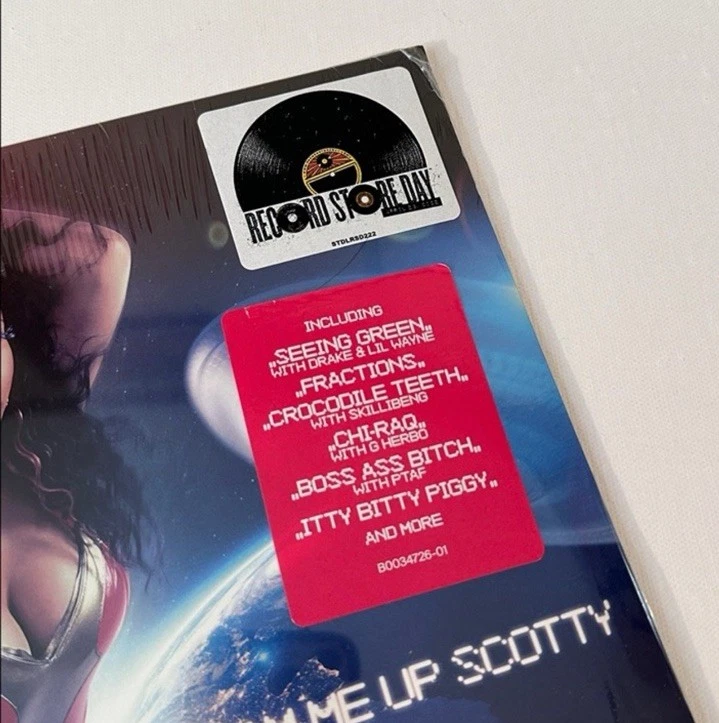 RECORD STORE DAY
STDLRSD222
INCLUDING
„SEEING GREEN„
WITH DRAKE & LIL WAYNE
„FRACTIONS„
„CROCODILE TEETH„
WITH SKILLIBENG
„CHI-RAQ„
WITH G HERBO
„BOSS ASS BITCH„
WITH PTAF
„ITTY BITTY PIGGY„
AND MORE
B0034726-01
ME UP SCOTTY